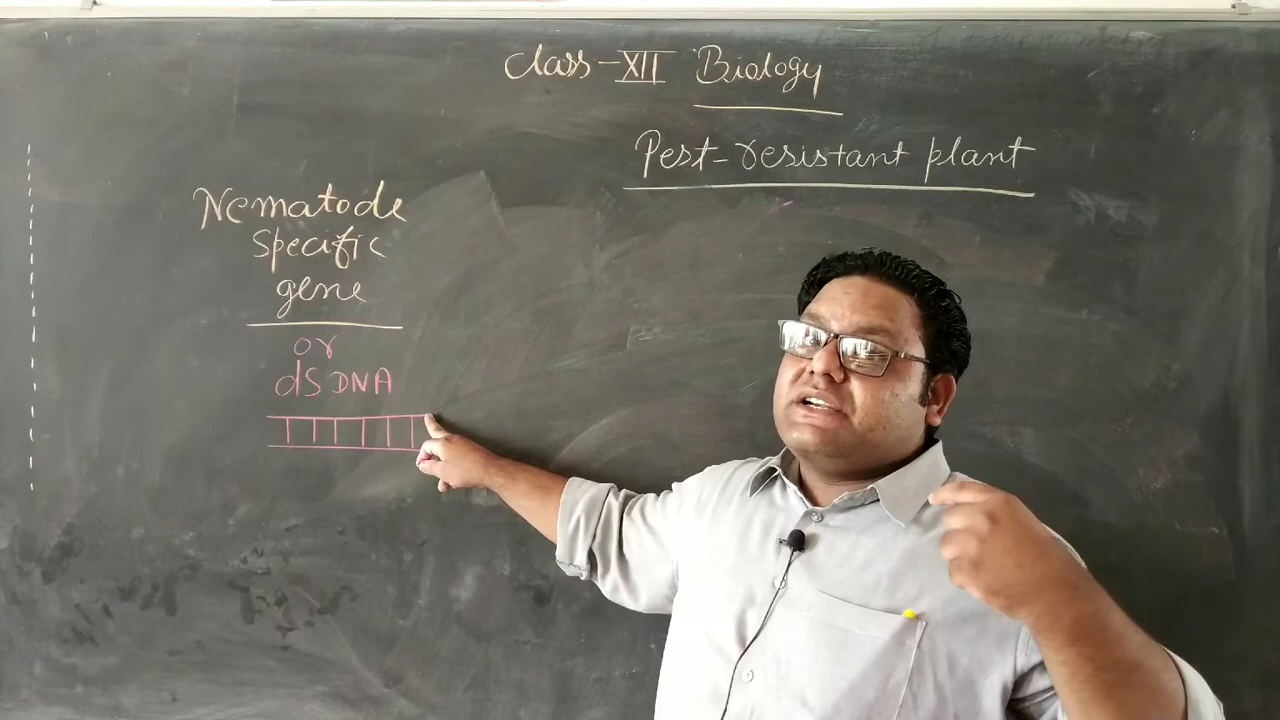 Class-XII Biology
Pest-resistant plant
Nematode
Specific
gene
or
dS DNA